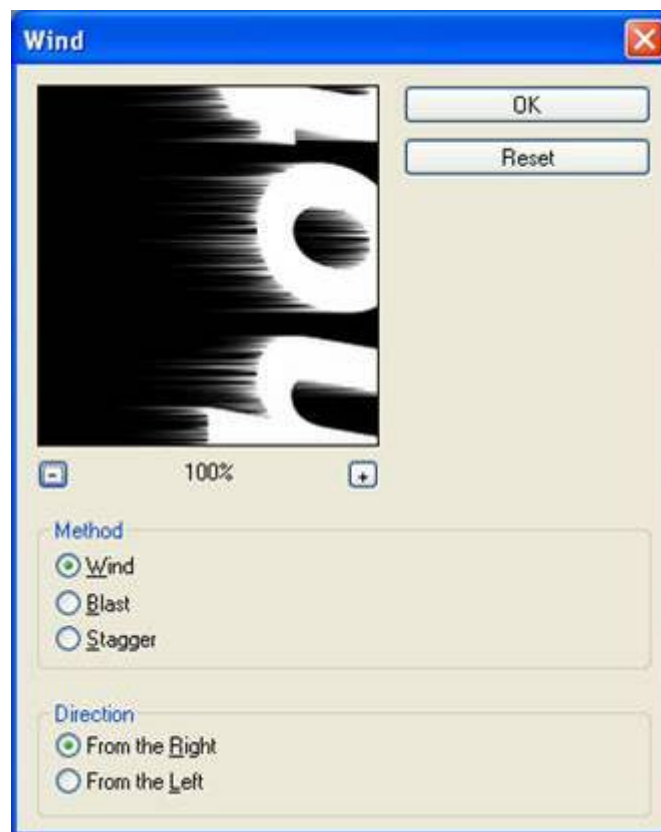 Wind
OK
Reset
- 100% +
Method
Wind
Blast
Stagger
Direction
From the Right
From the Left